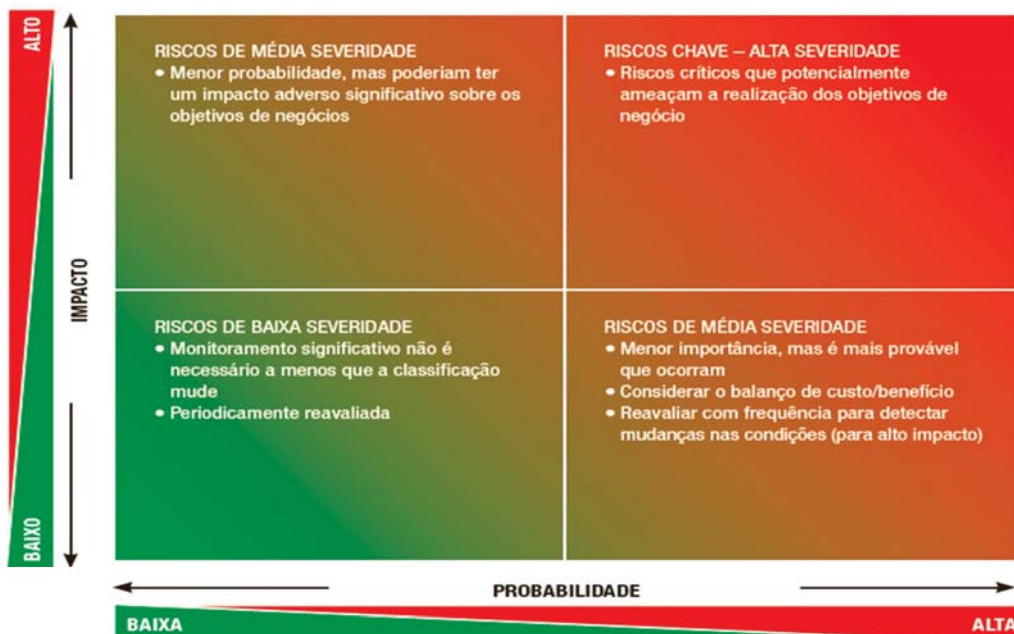 ALTO
IMPACTO
BAIXO
RISCOS DE MÉDIA SEVERIDADE
• Menor probabilidade, mas poderiam ter
um impacto adverso significativo sobre os
objetivos de negócios
RISCOS CHAVE – ALTA SEVERIDADE
• Riscos críticos que potencialmente
ameaçam a realização dos objetivos de
negócio
RISCOS DE BAIXA SEVERIDADE
• Monitoramento significativo não é
necessário a menos que a classificação
mude
• Periodicamente reavaliada
RISCOS DE MÉDIA SEVERIDADE
• Menor importância, mas é mais provável
que ocorram
• Considerar o balanço de custo/benefício
• Reavaliar com frequência para detectar
mudanças nas condições (para alto impacto)
PROBABILIDADE
BAIXA
ALTA